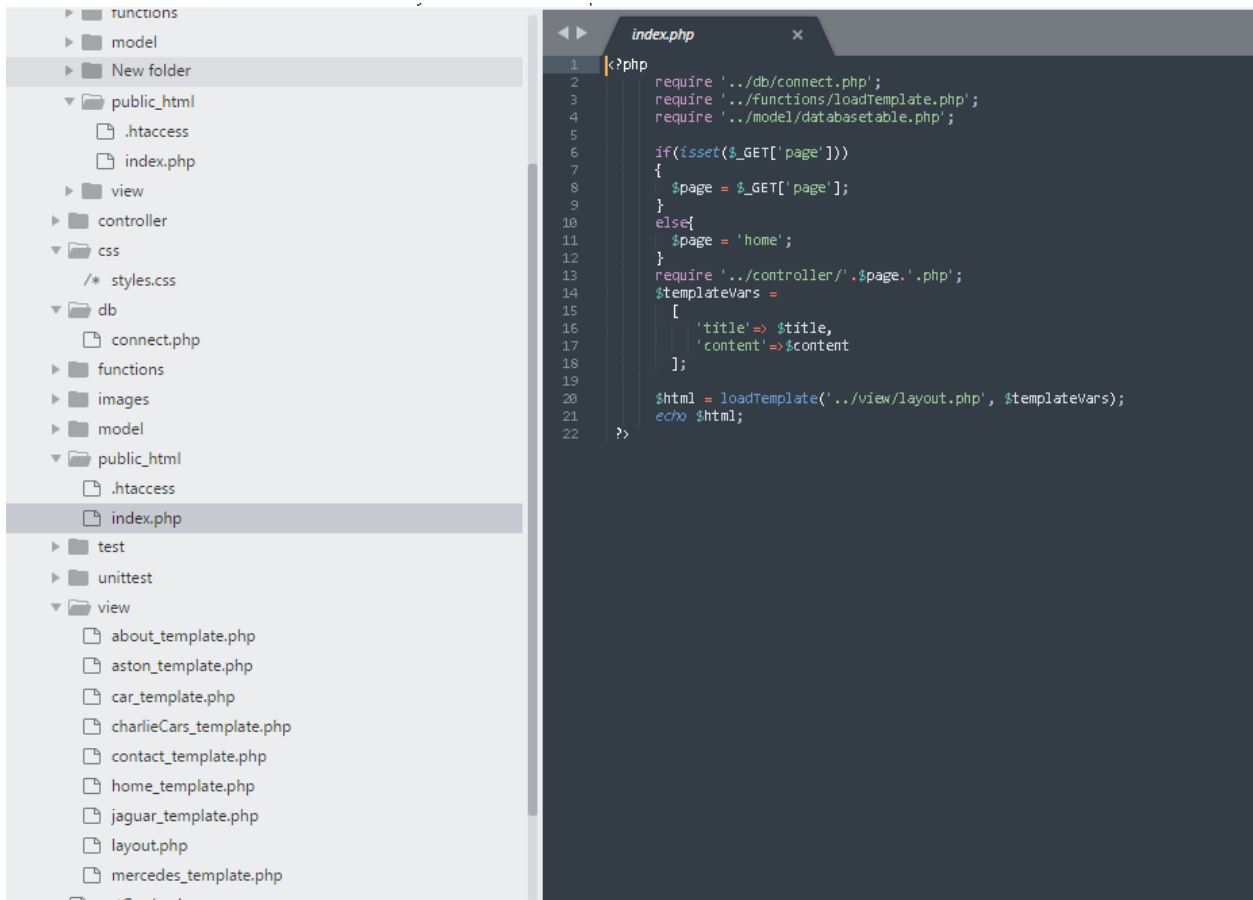 functions
model
New folder
public_html
.htaccess
index.php
view
controller
css
/* styles.css
db
connect.php
functions
images
model
public_html
.htaccess
index.php
test
unittest
view
about_template.php
aston_template.php
car_template.php
charlieCars_template.php
contact_template.php
home_template.php
jaguar_template.php
layout.php
mercedes_template.php
index.php ×
1 <?php
2 require '../db/connect.php';
3 require '../functions/loadTemplate.php';
4 require '../model/databasetable.php';
5
6 if(isset($_GET['page']))
7 {
8 $page = $_GET['page'];
9 }
10 else{
11 $page = 'home';
12 }
13 require '../controller/'.$page.'.php';
14 $templateVars =
15 [
16 'title'=> $title,
17 'content'=>$content
18 ];
19
20 $html = loadTemplate('../view/layout.php', $templateVars);
21 echo $html;
22 ?>